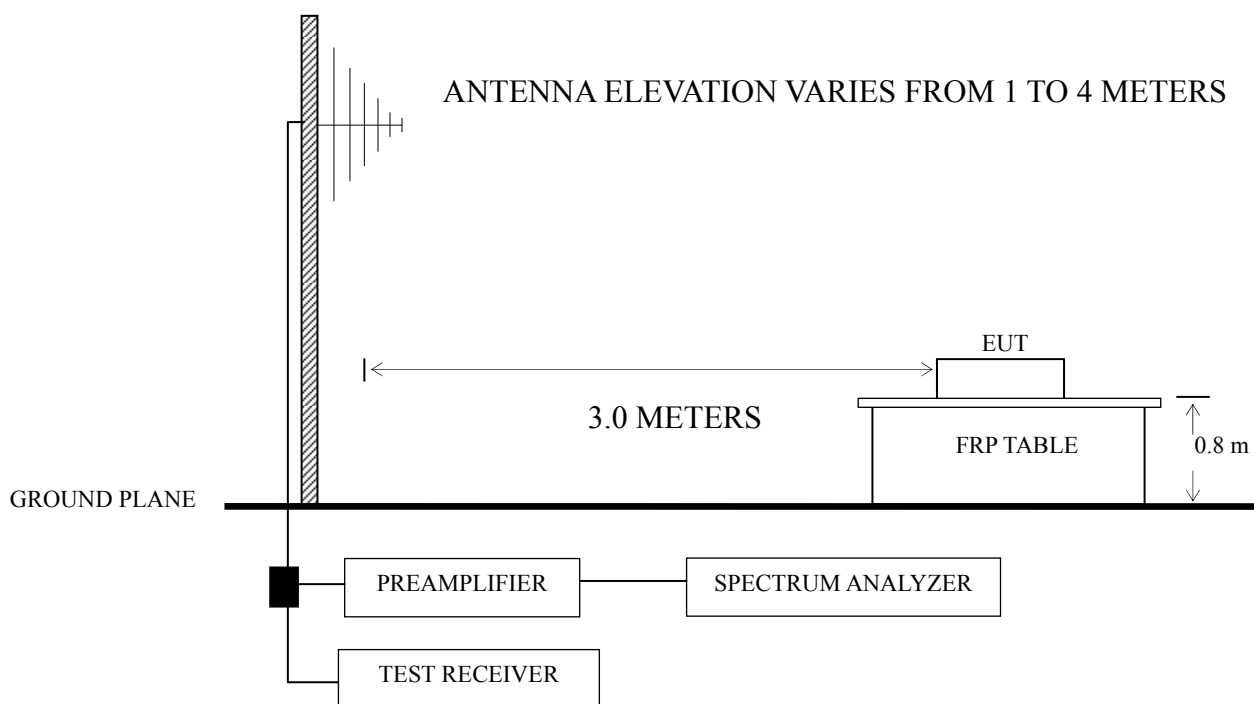 ANTENNA ELEVATION VARIES FROM 1 TO 4 METERS
EUT
3.0 METERS
FRP TABLE
0.8 m
GROUND PLANE
PREAMPLIFIER
SPECTRUM ANALYZER
TEST RECEIVER